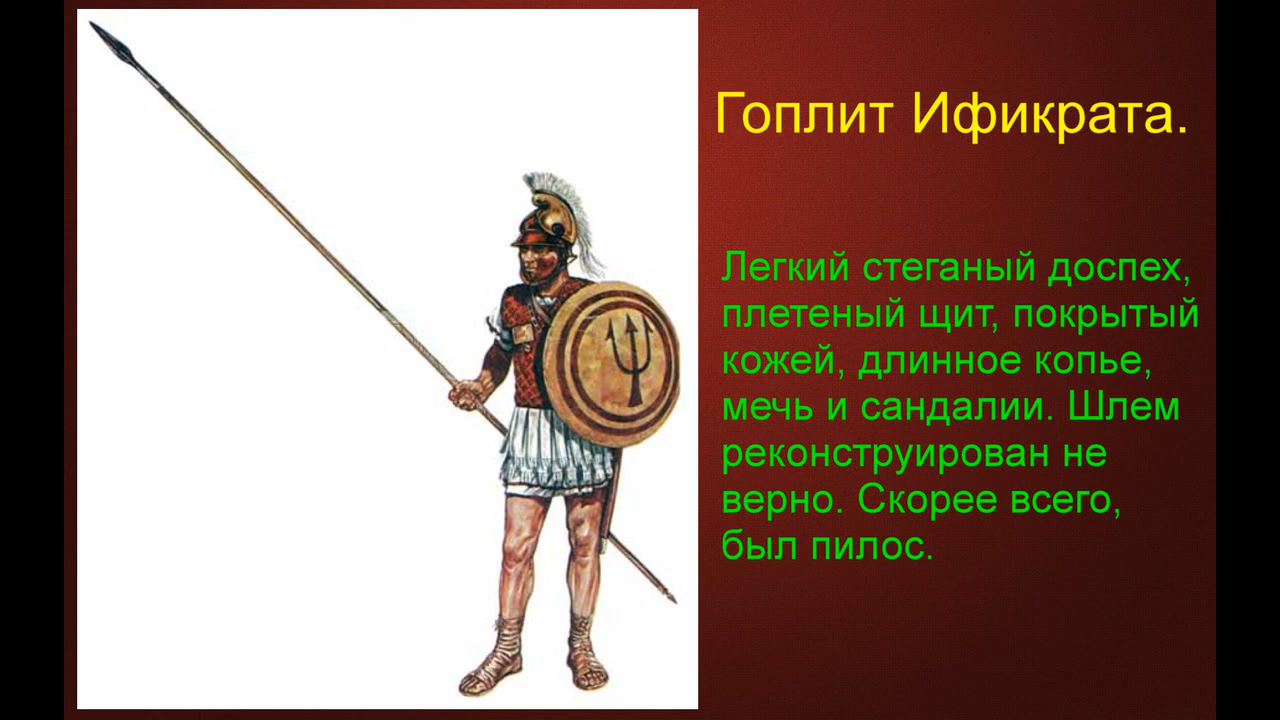 Гоплит Ификрата.
Легкий стеганый доспех,
плетеный щит, покрытый
кожей, длинное копье,
мечь и сандалии. Шлем
реконструирован не
верно. Скорее всего,
был пилос.